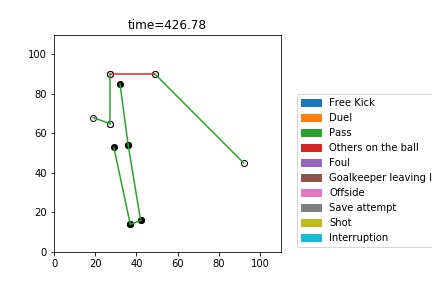 time=426.78
100
80
60
40
20
0
0 20 40 60 80 100
Free Kick
Duel
Pass
Others on the ball
Foul
Goalkeeper leaving l
Offside
Save attempt
Shot
Interruption